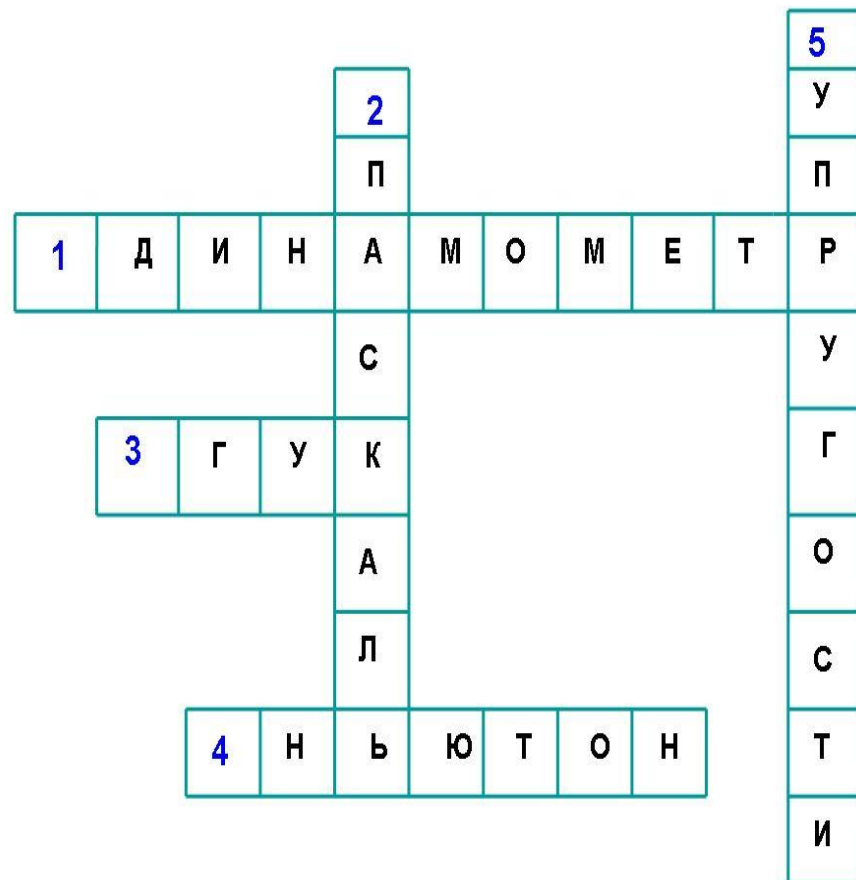 5
2 У
П П
1 Д И Н А М О М Е Т Р
С У
3 Г У К Г
А О
Л С
4 Н Ь Ю Т О Н Т
И